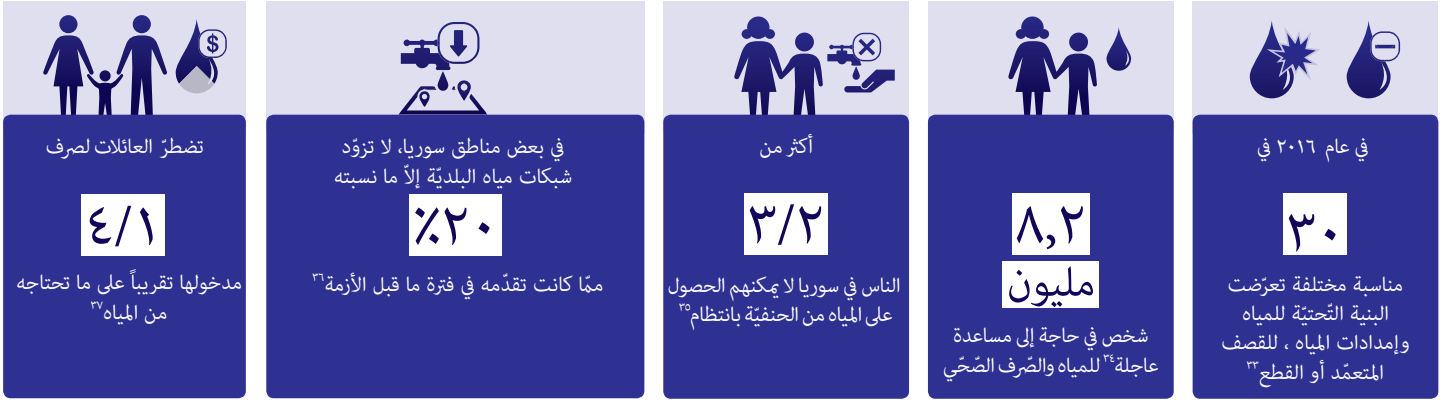 في عام ٢٠١٦ في
٣٠
مناسبة مختلفة تعرّضت
البنية التّحتيّة للمياه
وإمدادات المياه ، للقصف
المتعمّد أو القطع٣٣
٨,٢
مليون
شخص في حاجة إلى مساعدة
عاجلة٣٤ للمياه والصّرف الصّحّي
أكثر من
٣/٢
الناس في سوريا لا يمكنهم الحصول
على المياه من الحنفيّة بانتظام٣٥
في بعض مناطق سوريا، لا تزوّد
شبكات مياه البلديّة إلاّ ما نسبته
٢٠٪
ممّا كانت تقدّمه في فترة ما قبل الأزمة٣٦
تضطرّ العائلات لصرف
٤/١
مدخولها تقريباً على ما تحتاجه
من المياه٣٧